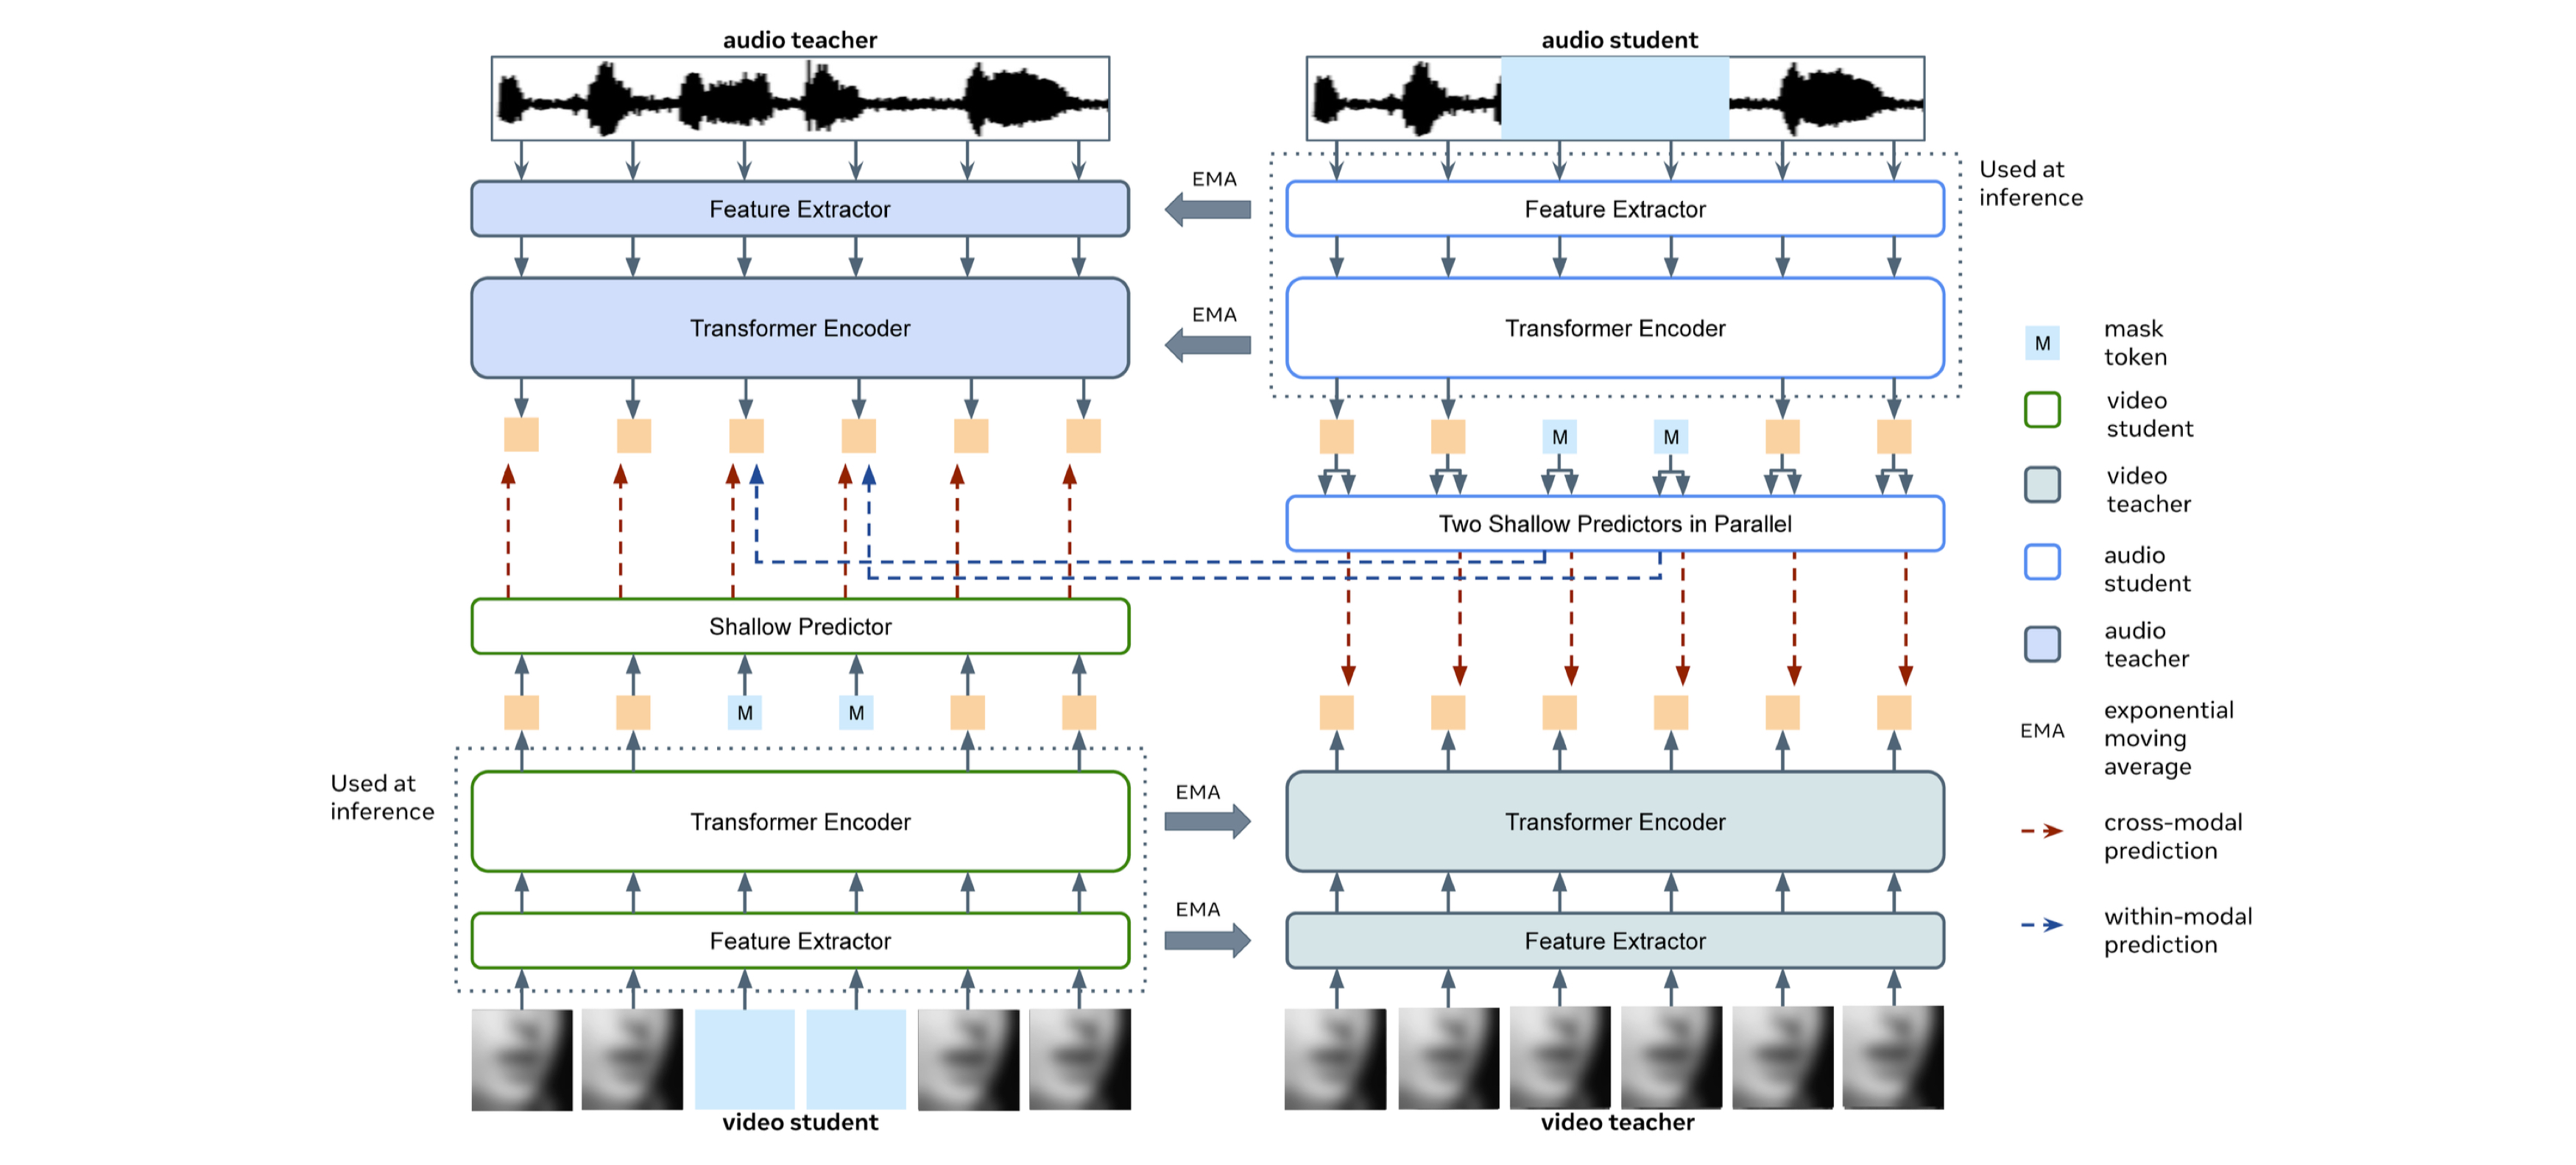 audio teacher
audio student
Used at
inference
EMA
Feature Extractor
Feature Extractor
EMA
Transformer Encoder
Transformer Encoder
M
M
Two Shallow Predictors in Parallel
Shallow Predictor
M
M
Used at
inference
EMA
Transformer Encoder
Transformer Encoder
EMA
Feature Extractor
Feature Extractor
video student
video teacher
M
mask
token
video
student
video
teacher
audio
student
audio
teacher
EMA
exponential
moving
average
cross-modal
prediction
within-modal
prediction